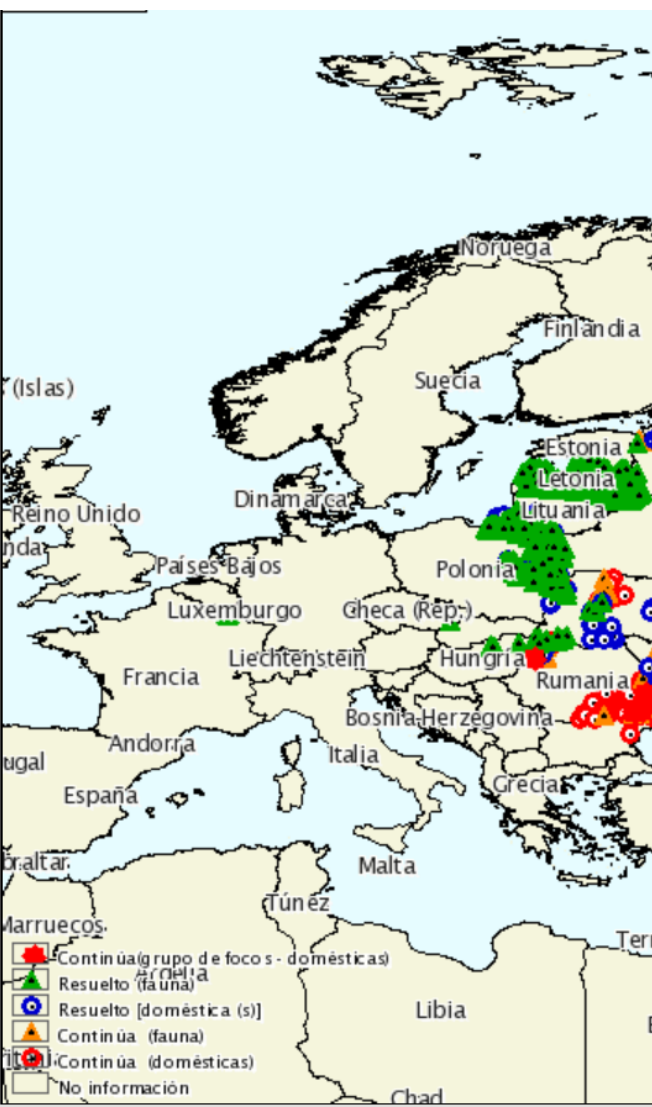 Noruega
Finlandia
Suecia
(Islas)
Estonia
Letonia
Dinamarca
Lituania
Reino Unido
nda
Países Bajos
Polonia
Luxemburgo
Checa (Rep.)
Liechtenstein
Hungría
Francia
Rumania
Bosnia-Herzegovina
Andorra
Italia
ugal
Grecia
España
Malta
Túnez
Marruecos
Continúa(grupo de focos - domésticas)
Resuelto (fauna)
Resuelto [doméstica (s)]
Libia
Continúa (fauna)
Continúa (domésticas)
No información
Chad